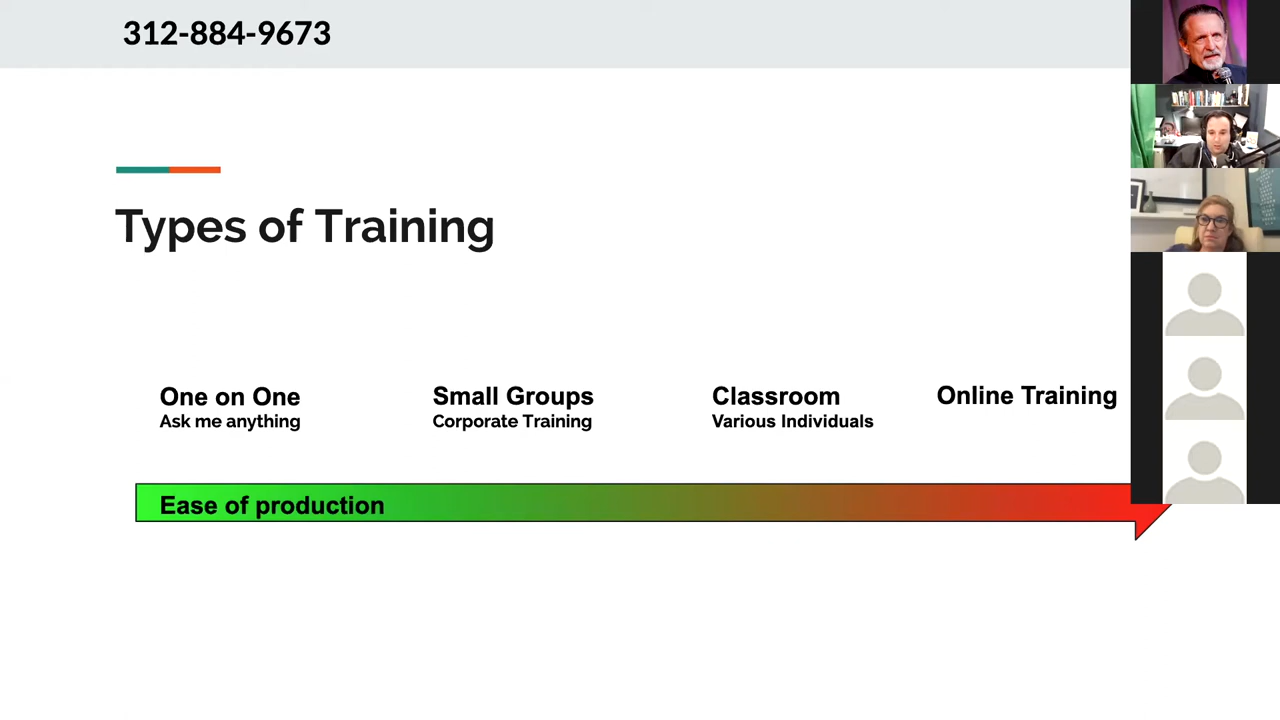 312-884-9673
Types of Training
One on One
Ask me anything
Small Groups
Corporate Training
Classroom
Various Individuals
Online Training
Ease of production